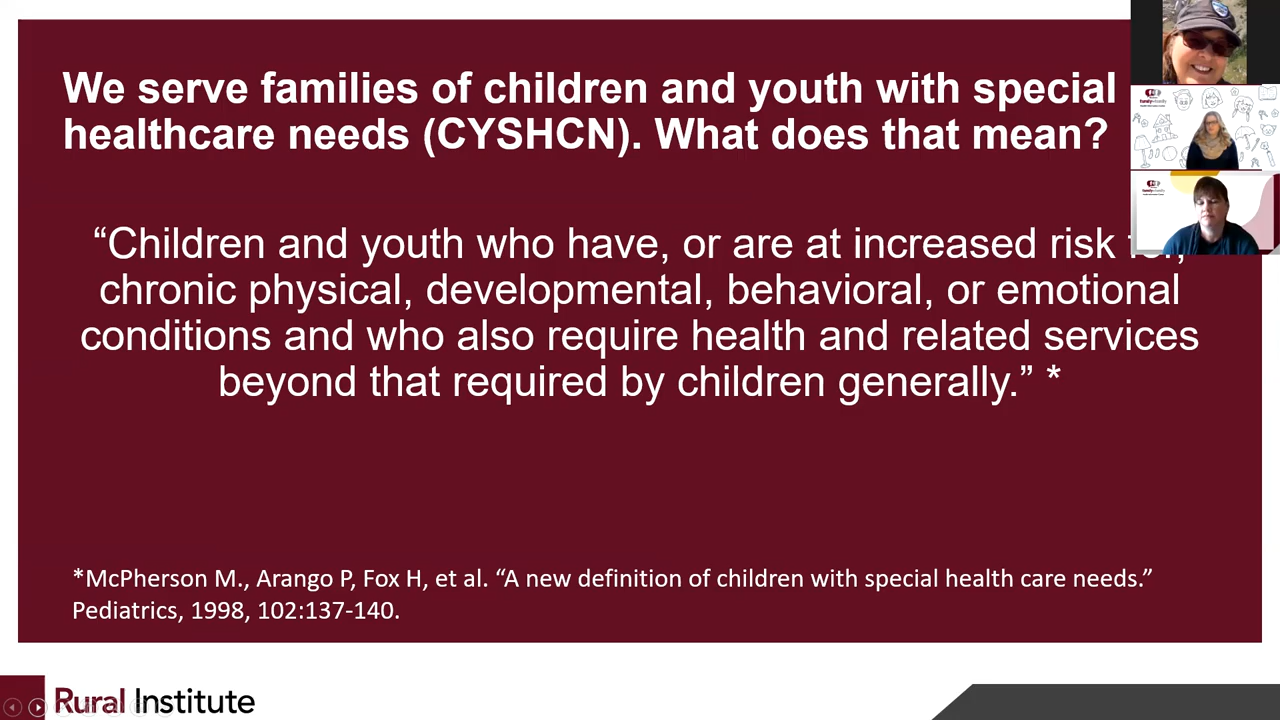 We serve families of children and youth with special
healthcare needs (CYSHCN). What does that mean?
“Children and youth who have, or are at increased risk
chronic physical, developmental, behavioral, or emotional
conditions and who also require health and related services
beyond that required by children generally.” *
*McPherson M., Arango P, Fox H, et al. “A new definition of children with special health care needs.”
Pediatrics, 1998, 102:137-140.
Rural Institute